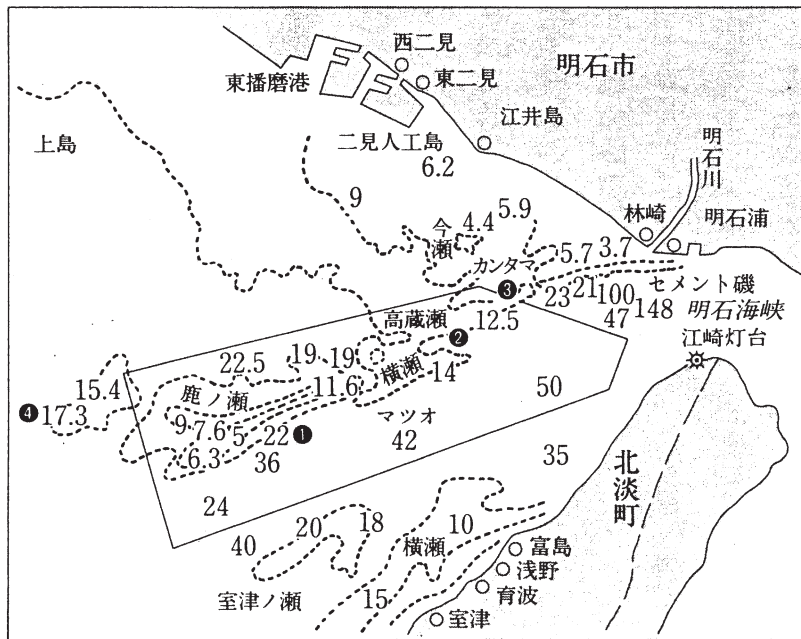 西二見
明石市
東播磨港
東二見
上島
二見人工島
江井島
明石川
6.2
9
5.9
4.4
今瀬
林崎
明石浦
カンタマ
5.7
3.7
❸
23
21
100
セメント磯
148
明石海峡
高蔵瀬
12.5
47
江崎灯台
❷
22.5
19
19
横瀬
14
15.4
鹿ノ瀬
11.6
50
❹
17.3
マツオ
9
7.6
5
22
❶
42
6.3
36
35
北淡町
24
20
18
10
40
横瀬
富島
浅野
室津ノ瀬
15
育波
室津